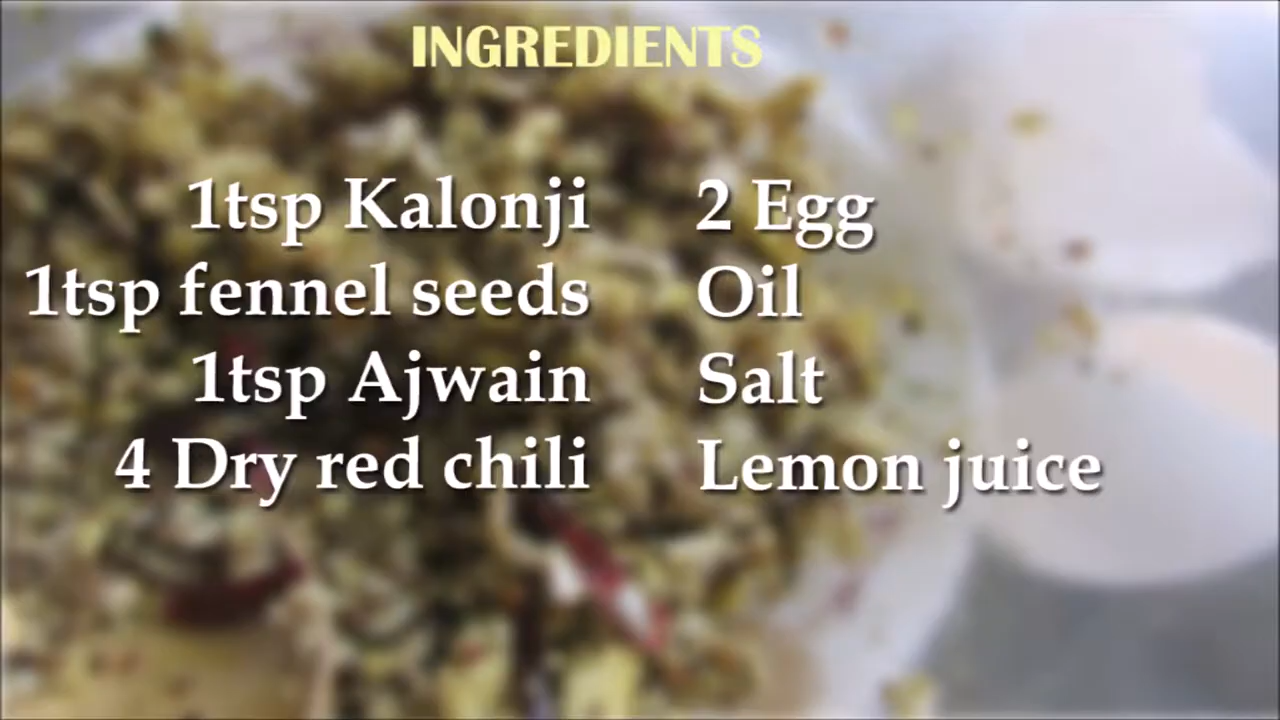 INGREDIENTS
1tsp Kalonji
1tsp fennel seeds
1tsp Ajwain
4 Dry red chili
2 Egg
Oil
Salt
Lemon juice